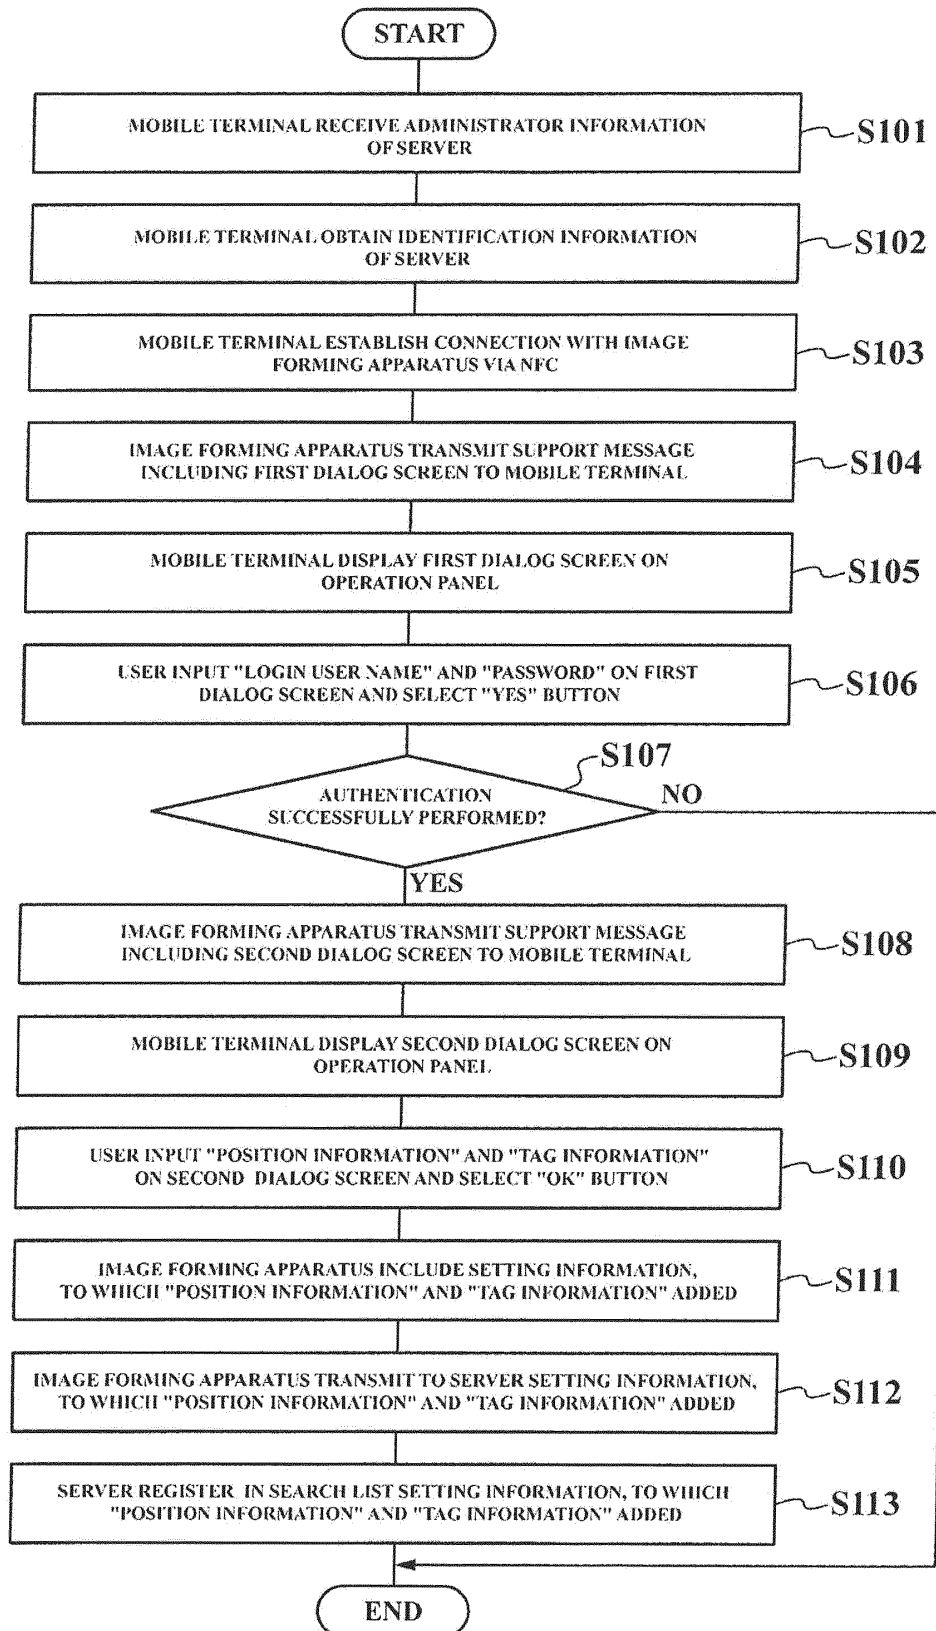 START
MOBILE TERMINAL RECEIVE ADMINISTRATOR INFORMATION
OF SERVER
S101
MOBILE TERMINAL OBTAIN IDENTIFICATION INFORMATION
OF SERVER
S102
MOBILE TERMINAL ESTABLISH CONNECTION WITH IMAGE
FORMING APPARATUS VIA NFC
S103
IMAGE FORMING APPARATUS TRANSMIT SUPPORT MESSAGE
INCLUDING FIRST DIALOG SCREEN TO MOBILE TERMINAL
S104
MOBILE TERMINAL DISPLAY FIRST DIALOG SCREEN ON
OPERATION PANEL
S105
USER INPUT "LOGIN USER NAME" AND "PASSWORD" ON FIRST
DIALOG SCREEN AND SELECT "YES" BUTTON
S106
S107
AUTHENTICATION
SUCCESSFULLY PERFORMED?
NO
YES
IMAGE FORMING APPARATUS TRANSMIT SUPPORT MESSAGE
INCLUDING SECOND DIALOG SCREEN TO MOBILE TERMINAL
S108
MOBILE TERMINAL DISPLAY SECOND DIALOG SCREEN ON
OPERATION PANEL
S109
USER INPUT "POSITION INFORMATION" AND "TAG INFORMATION"
ON SECOND DIALOG SCREEN AND SELECT "OK" BUTTON
S110
IMAGE FORMING APPARATUS INCLUDE SETTING INFORMATION,
TO WHICH "POSITION INFORMATION" AND "TAG INFORMATION" ADDED
S111
IMAGE FORMING APPARATUS TRANSMIT TO SERVER SETTING INFORMATION,
TO WHICH "POSITION INFORMATION" AND "TAG INFORMATION" ADDED
S112
SERVER REGISTER IN SEARCH LIST SETTING INFORMATION, TO WHICH
"POSITION INFORMATION" AND "TAG INFORMATION" ADDED
S113
END